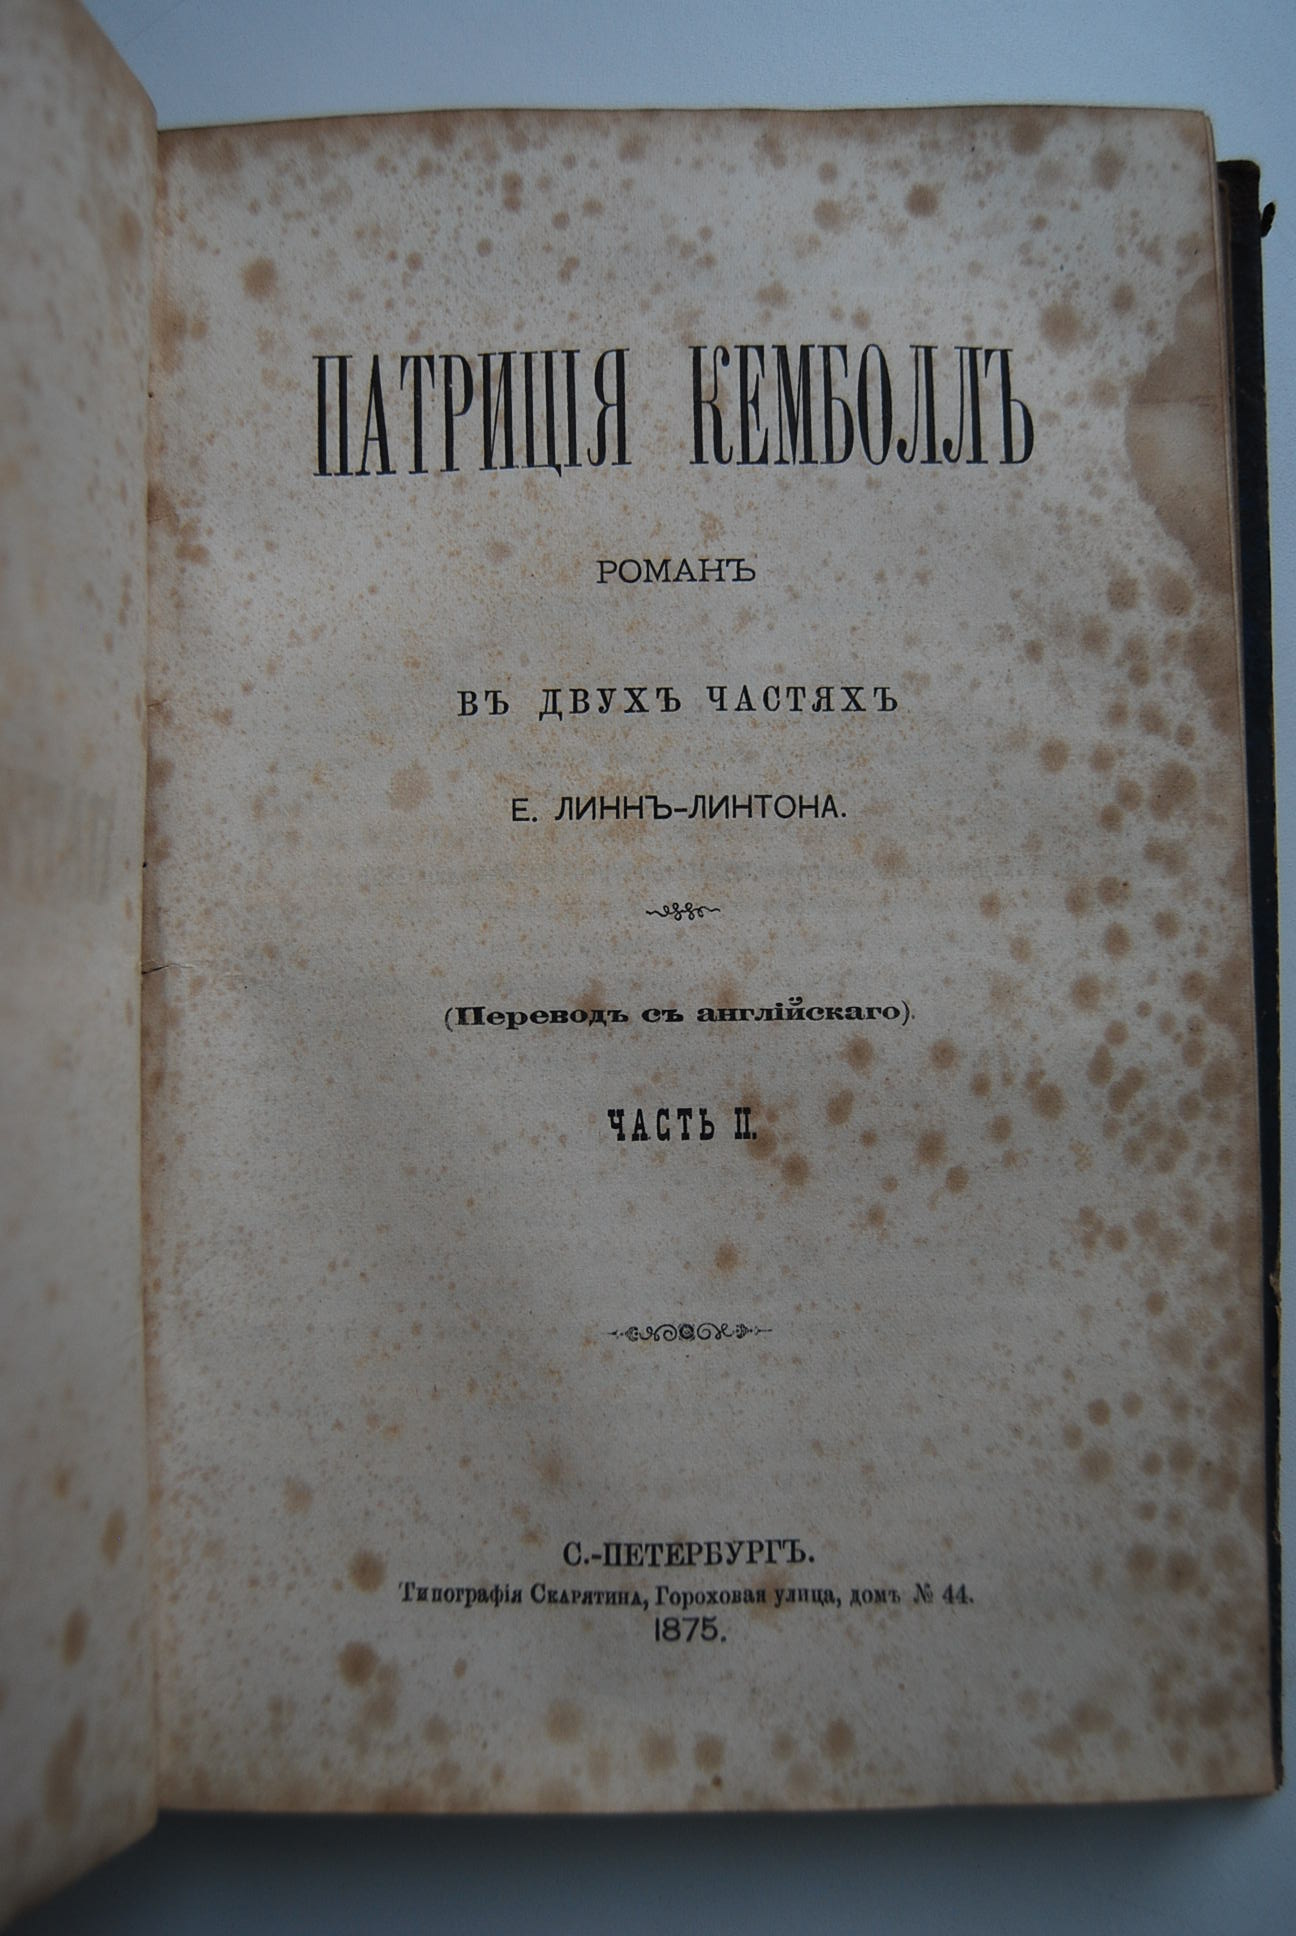 ПАТРИЦІЯ КЕМБОЛЛЪ
РОМАНЪ
ВЪ ДВУХЪ ЧАСТЯХЪ
Е. ЛИННЪ-ЛИНТОНА.
(Переводъ съ англійскаго).
ЧАСТЬ II.
С.-ПЕТЕРБУРГЪ.
Типографія Скарятина, Гороховая улица, домъ № 44.
1875.